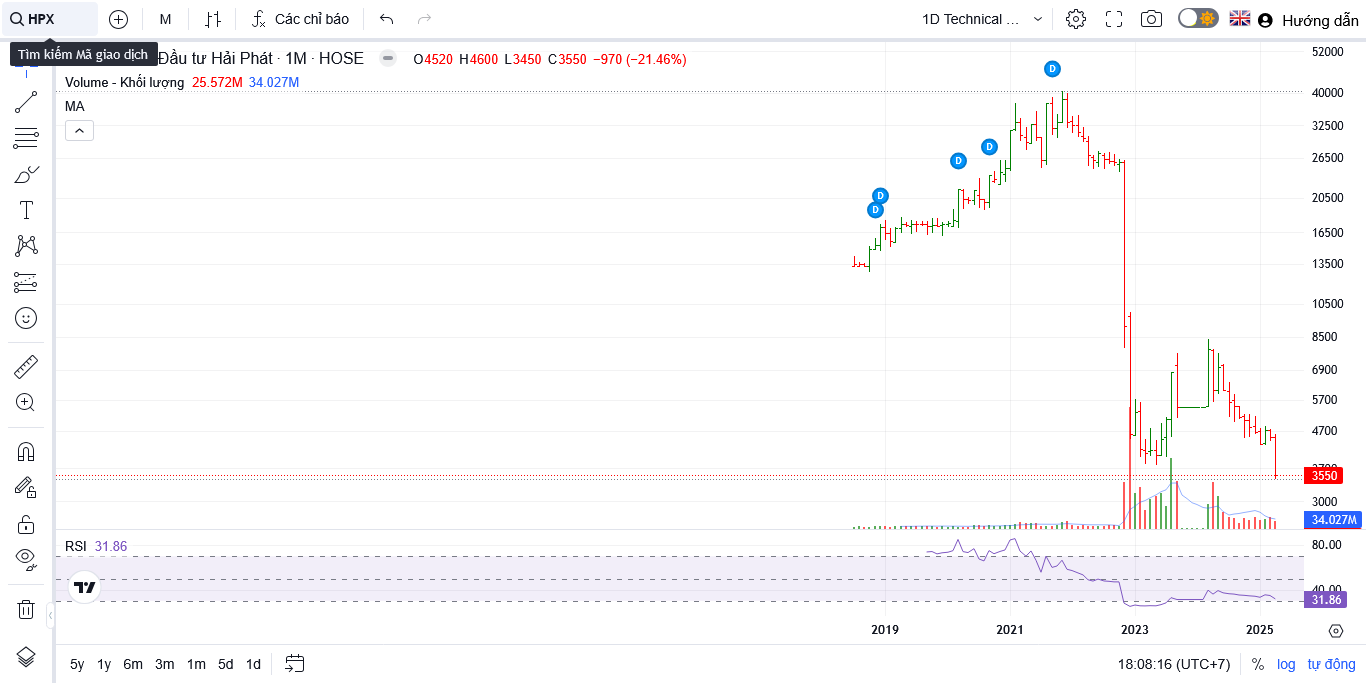 HPX
M
Các chỉ báo
1D Technical ...
Hướng dẫn
Tìm kiếm Mã giao dịch
Đầu tư Hải Phát · 1M · HOSE
O4520 H4600 L3450 C3550 −970 (−21.46%)
Volume - Khối lượng 25.572M 34.027M
MA
D
D
D
D
D
52000
40000
32500
26500
20500
16500
13500
10500
8500
6900
5700
4700
3550
3000
34.027M
RSI 31.86
80.00
40.00
31.86
2019 2021 2023 2025
5y 1y 6m 3m 1m 5d 1d
18:08:16 (UTC+7)
% log tự động